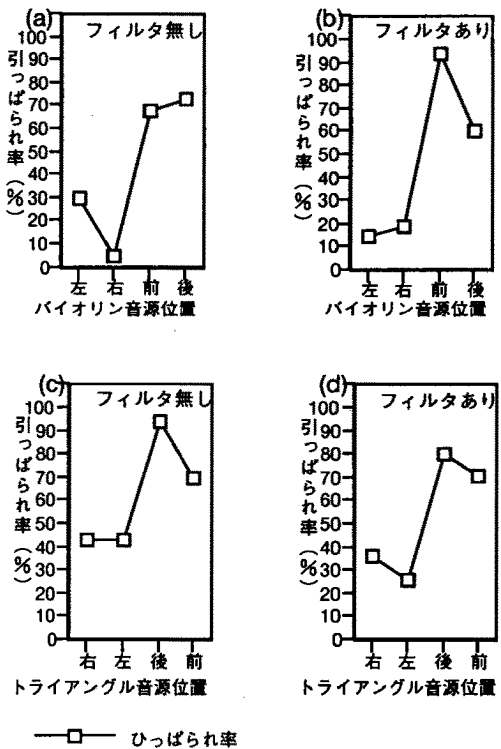 (a)
フィルタ無し
引っぱられ率(%)
100
90
80
70
60
50
40
30
20
10
0
左 右 前 後
バイオリン音源位置
(b)
フィルタあり
引っぱられ率(%)
100
90
80
70
60
50
40
30
20
10
0
左 右 前 後
バイオリン音源位置
(c)
フィルタ無し
引っぱられ率(%)
100
90
80
70
60
50
40
30
20
10
0
右 左 後 前
トライアングル音源位置
(d)
フィルタあり
引っぱられ率(%)
100
90
80
70
60
50
40
30
20
10
0
右 左 後 前
トライアングル音源位置
ひっぱられ率